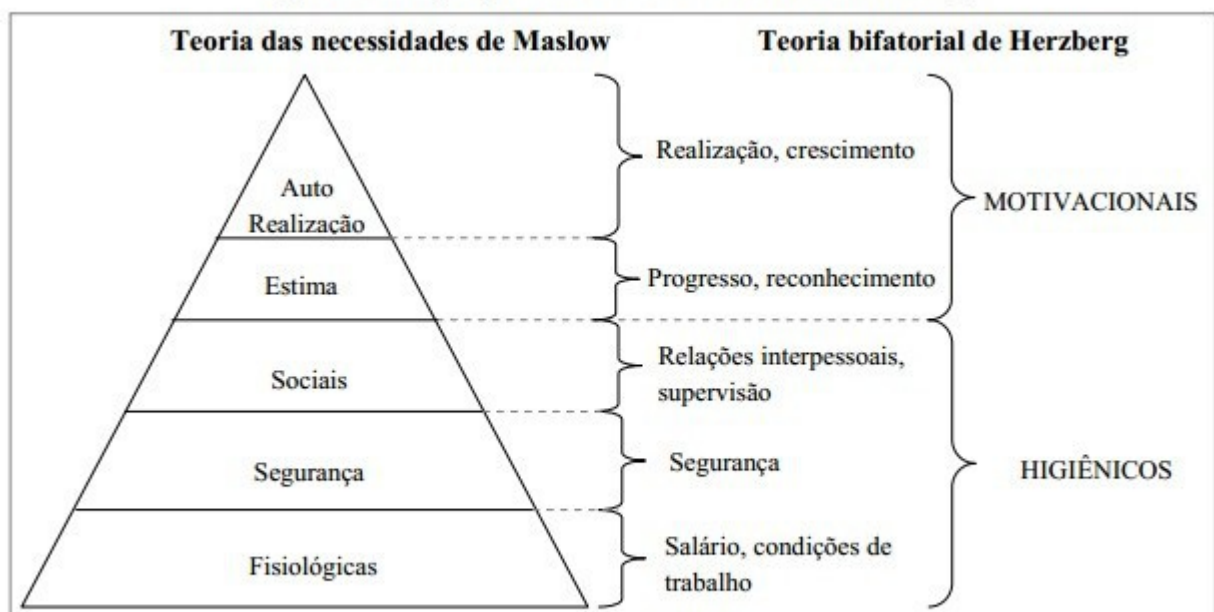 Teoria das necessidades de Maslow
Teoria bifatorial de Herzberg
Auto
Realização
Realização, crescimento
MOTIVACIONAIS
Estima
Progresso, reconhecimento
Sociais
Relações interpessoais,
supervisão
Segurança
Segurança
HIGIÊNICOS
Fisiológicas
Salário, condições de
trabalho